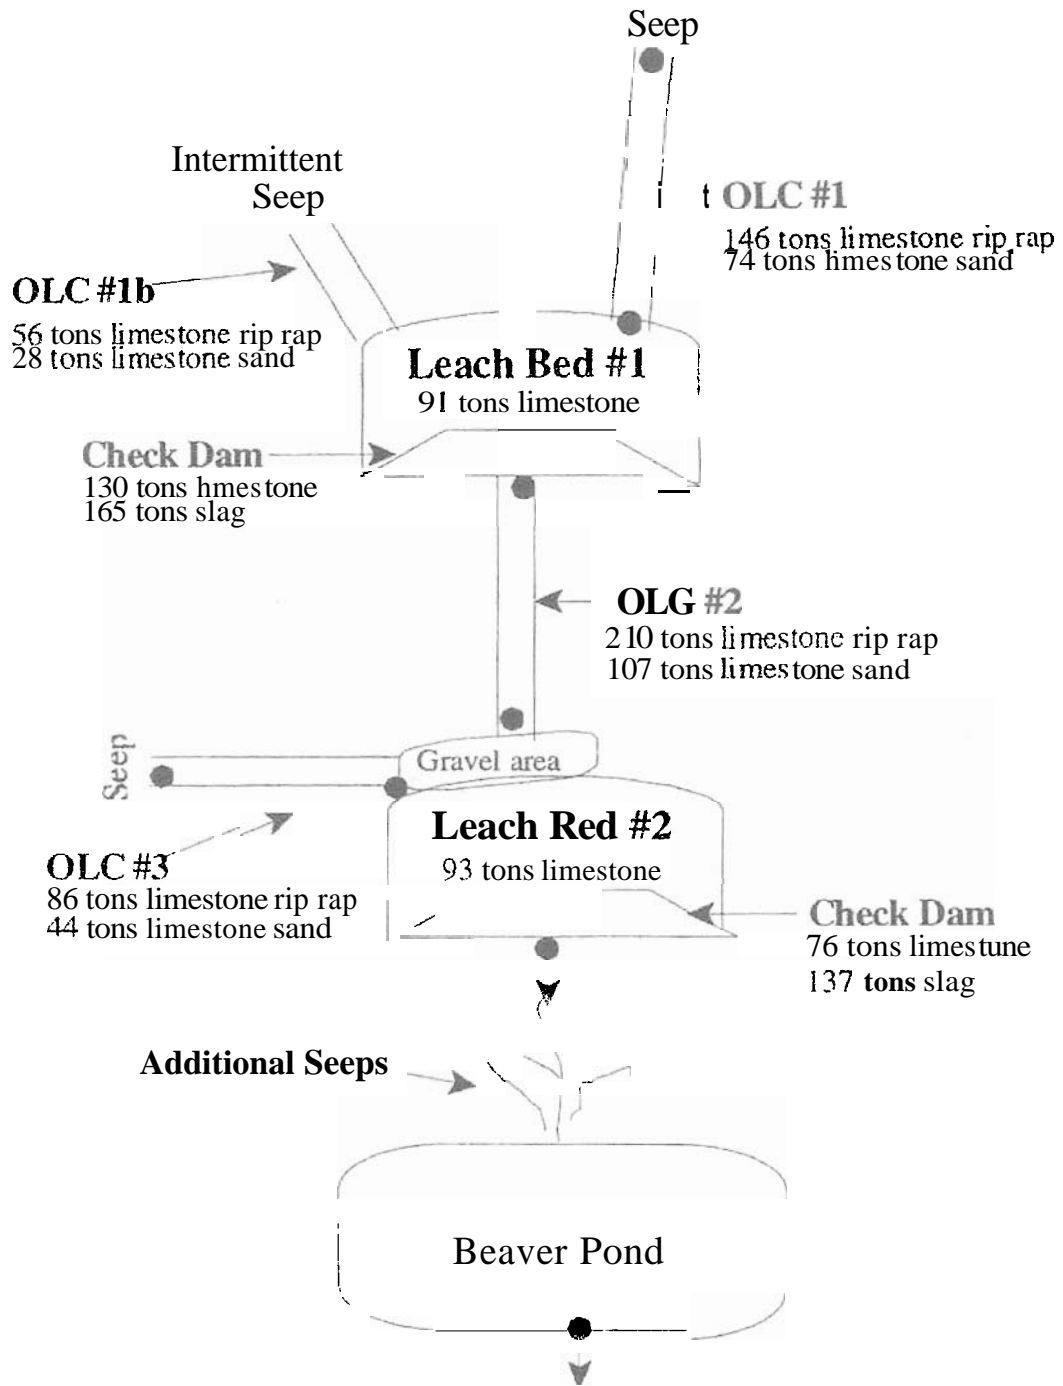 Seep
Intermittent
Seep
i t OLC #1
146 tons limestone rip rap
74 tons hmestone sand
OLC #1b
56 tons limestone rip rap
28 tons limestone sand
Leach Bed #1
91 tons limestone
Check Dam
130 tons hmestone
165 tons slag
OLG #2
210 tons limestone rip rap
107 tons limestone sand
Seep
Gravel area
Leach Red #2
93 tons limestone
OLC #3
86 tons limestone rip rap
44 tons limestone sand
Check Dam
76 tons limestune
137 tons slag
Additional Seeps
Beaver Pond